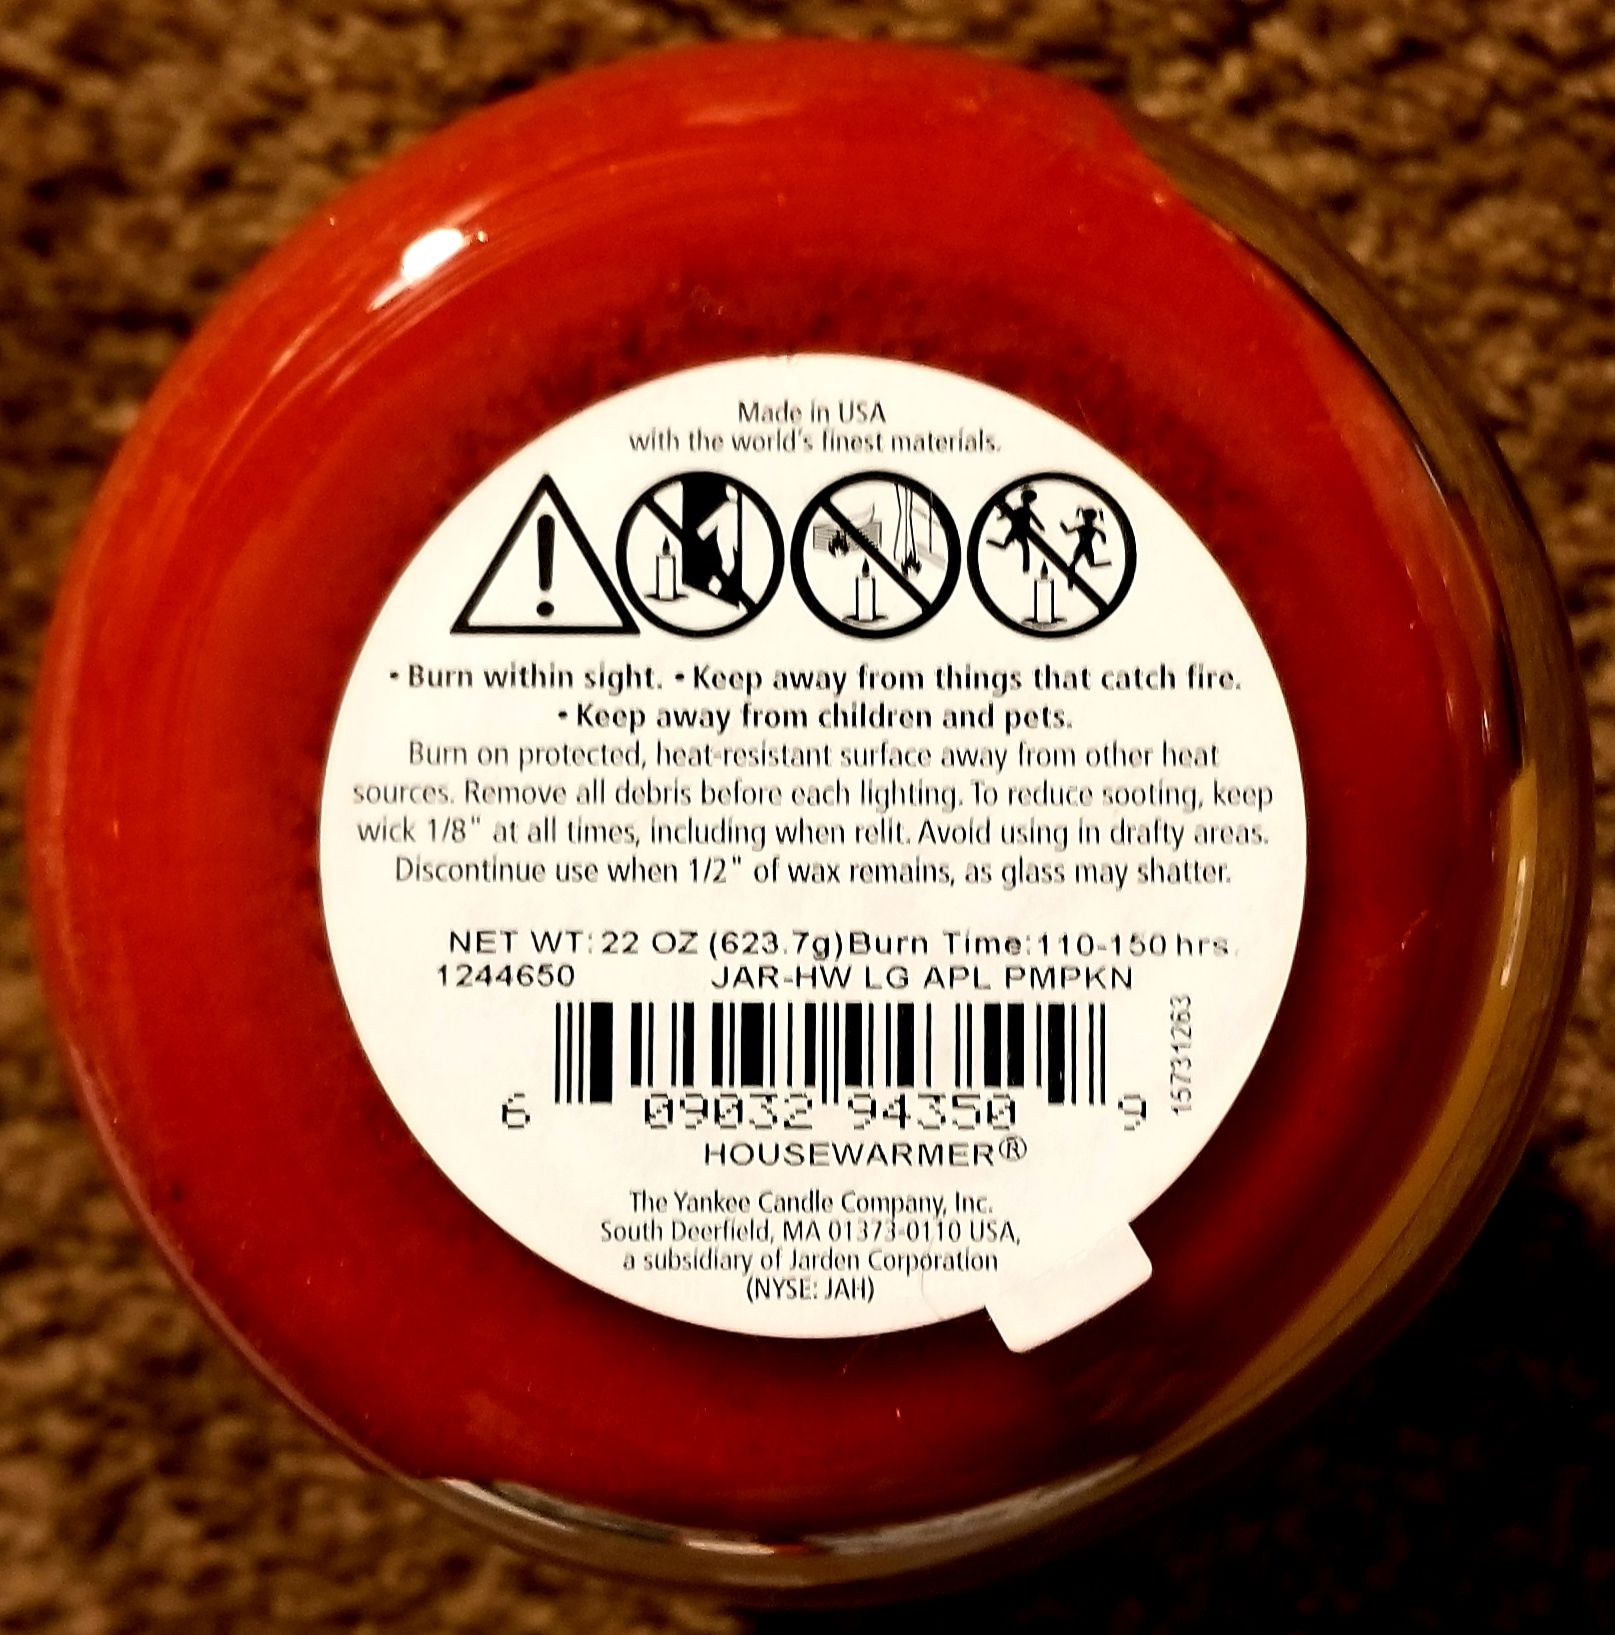 Made in USA
with the world's finest materials.
• Burn within sight. • Keep away from things that catch fire.
• Keep away from children and pets.
Burn on protected, heat-resistant surface away from other heat
sources. Remove all debris before each lighting. To reduce sooting, keep
wick 1/8" at all times, including when relit. Avoid using in drafty areas.
Discontinue use when 1/2" of wax remains, as glass may shatter.
NET WT: 22 OZ (623.7g) Burn Time: 110-150 hrs.
1244650 JAR-HW LG APL PMPKN
15731263
6 09032 94350 9
HOUSEWARMER®
The Yankee Candle Company, Inc.
South Deerfield, MA 01373-0110 USA,
a subsidiary of Jarden Corporation
(NYSE: JAH)